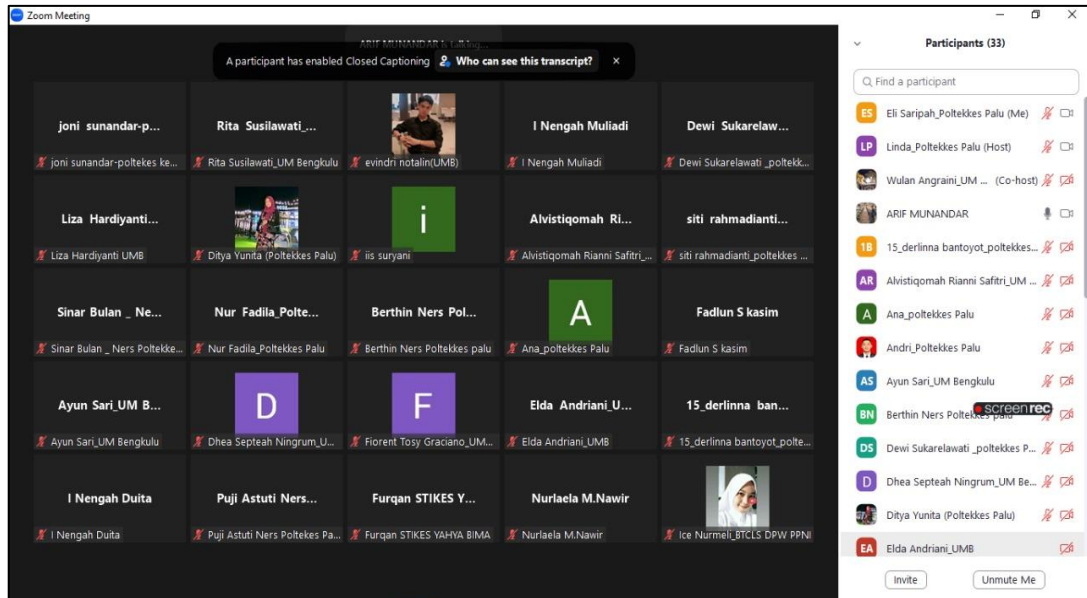 Zoom Meeting
ARIF MUNANDAR is talking...
A participant has enabled Closed Captioning Who can see this transcript? ×
joni sunandar-p...
Rita Susilawati_...
I Nengah Muliadi
Dewi Sukarelaw...
joni sunandar-poltekes ke...
Rita Susilawati_UM Bengkulu
evindri notalin(UMB)
I Nengah Muliadi
Dewi Sukarelawati _poltekk...
Liza Hardiyanti...
i
Alvistiqomah Ri...
siti rahmadianti...
Liza Hardiyanti UMB
Ditya Yunita (Poltekkes Palu)
iis suryani
Alvistiqomah Rianni Safitri_...
siti rahmadianti_poltekkes ...
Sinar Bulan _ Ne...
Nur Fadila_Polte...
Berthin Ners Pol...
A
Fadlun S kasim
Sinar Bulan _ Ners Poltekke...
Nur Fadila_Poltekkes Palu
Berthin Ners Poltekkes palu
Ana_poltekkes Palu
Fadlun S kasim
Ayun Sari_UM B...
D
F
Elda Andriani_U...
15_derlinna ban...
Ayun Sari_UM Bengkulu
Dhea Septeah Ningrum_U...
Fiorent Tosy Graciano_UM...
Elda Andriani_UMB
15_derlinna bantoyot_polte...
I Nengah Duita
Puji Astuti Ners...
Furqan STIKES Y...
Nurlaela M.Nawir
I Nengah Duita
Puji Astuti Ners Poltekes Pa...
Furqan STIKES YAHYA BIMA
Nurlaela M.Nawir
Ice Nurmeli_BTCLS DPW PPNI
Participants (33)
Find a participant
ES Eli Saripah_Poltekkes Palu (Me)
LP Linda_Poltekkes Palu (Host)
Wulan Angraini_UM ... (Co-host)
ARIF MUNANDAR
1B 15_derlinna bantoyot_poltekkes...
AR Alvistiqomah Rianni Safitri_UM ...
A Ana_poltekkes Palu
Andri_Poltekkes Palu
AS Ayun Sari_UM Bengkulu
BN Berthin Ners Poltekkes palu
screenrec
DS Dewi Sukarelawati _poltekkes P...
D Dhea Septeah Ningrum_UM Be...
Ditya Yunita (Poltekkes Palu)
EA Elda Andriani_UMB
Invite
Unmute Me